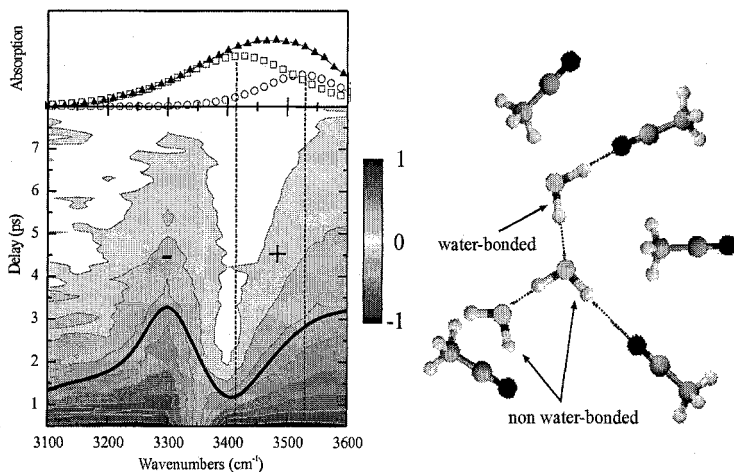 Absorption
Delay (ps)
7
6
5
4
3
2
1
-
+
3100 3200 3300 3400 3500 3600
Wavenumbers (cm⁻¹)
1
0
-1
water-bonded
non water-bonded